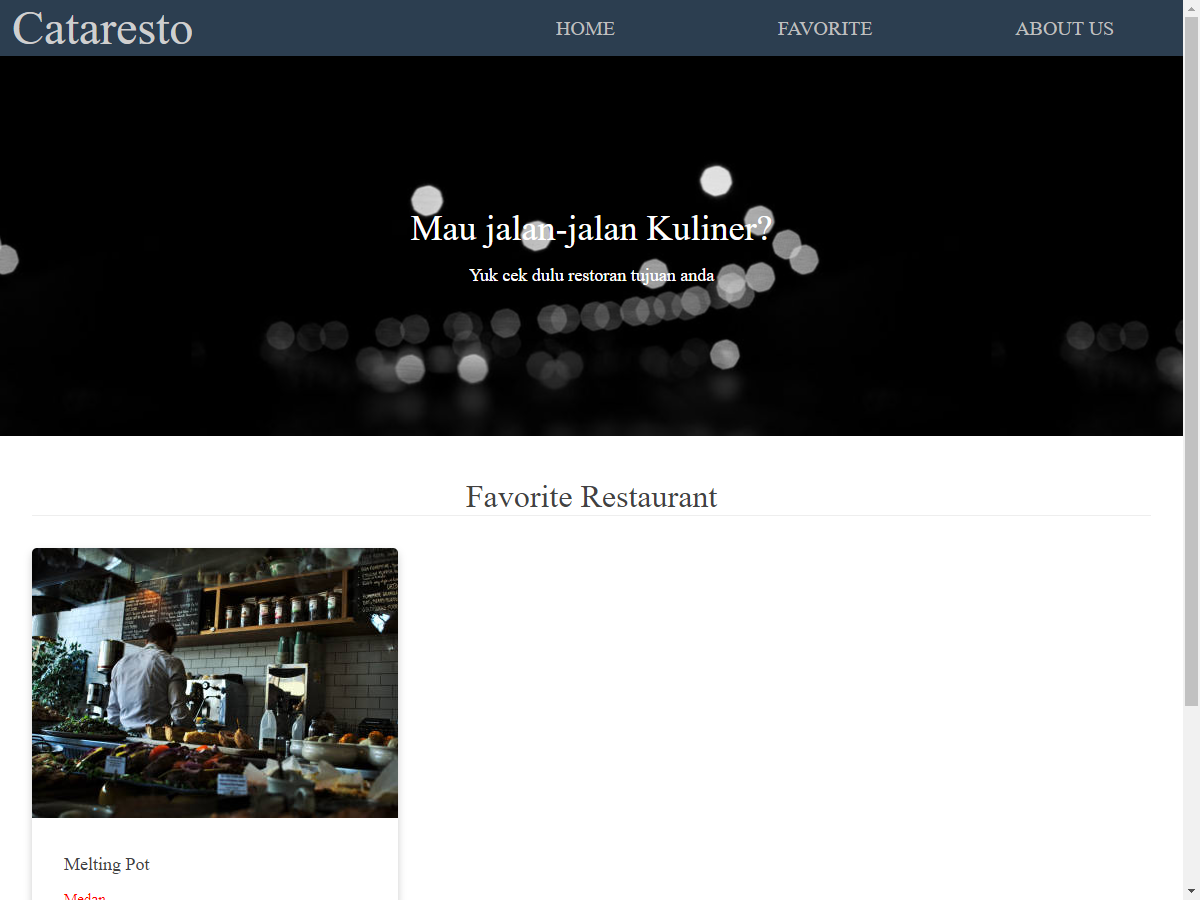 Cataresto
HOME
FAVORITE
ABOUT US
Mau jalan-jalan Kuliner?
Yuk cek dulu restoran tujuan anda
Favorite Restaurant
Melting Pot
Medan